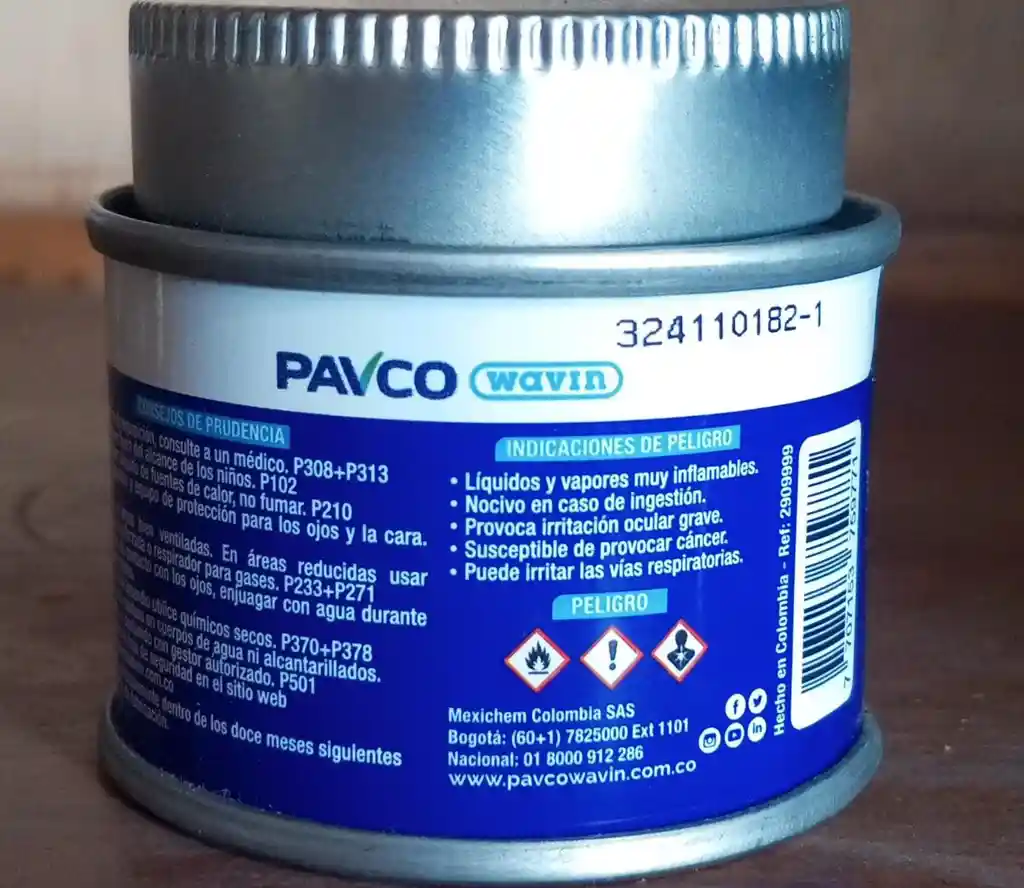 324110182-1
PAVCO wavin
CONSEJOS DE PRUDENCIA
consulte a un médico. P308+P313
alcance de los niños. P102
de fuentes de calor, no fumar. P210
equipo de protección para los ojos y la cara.
ventiladas. En áreas reducidas usar
respirador para gases. P233+P271
con los ojos, enjuagar con agua durante
utilice químicos secos. P370+P378
en cuerpos de agua ni alcantarillados.
con gestor autorizado. P501
de seguridad en el sitio web
dentro de los doce meses siguientes
INDICACIONES DE PELIGRO
• Líquidos y vapores muy inflamables.
• Nocivo en caso de ingestión.
• Provoca irritación ocular grave.
• Susceptible de provocar cáncer.
• Puede irritar las vías respiratorias.
PELIGRO
Mexichem Colombia SAS
Bogotá: (60+1) 7825000 Ext 1101
Nacional: 01 8000 912 286
www.pavcowavin.com.co
Hecho en Colombia - Ref: 2909999